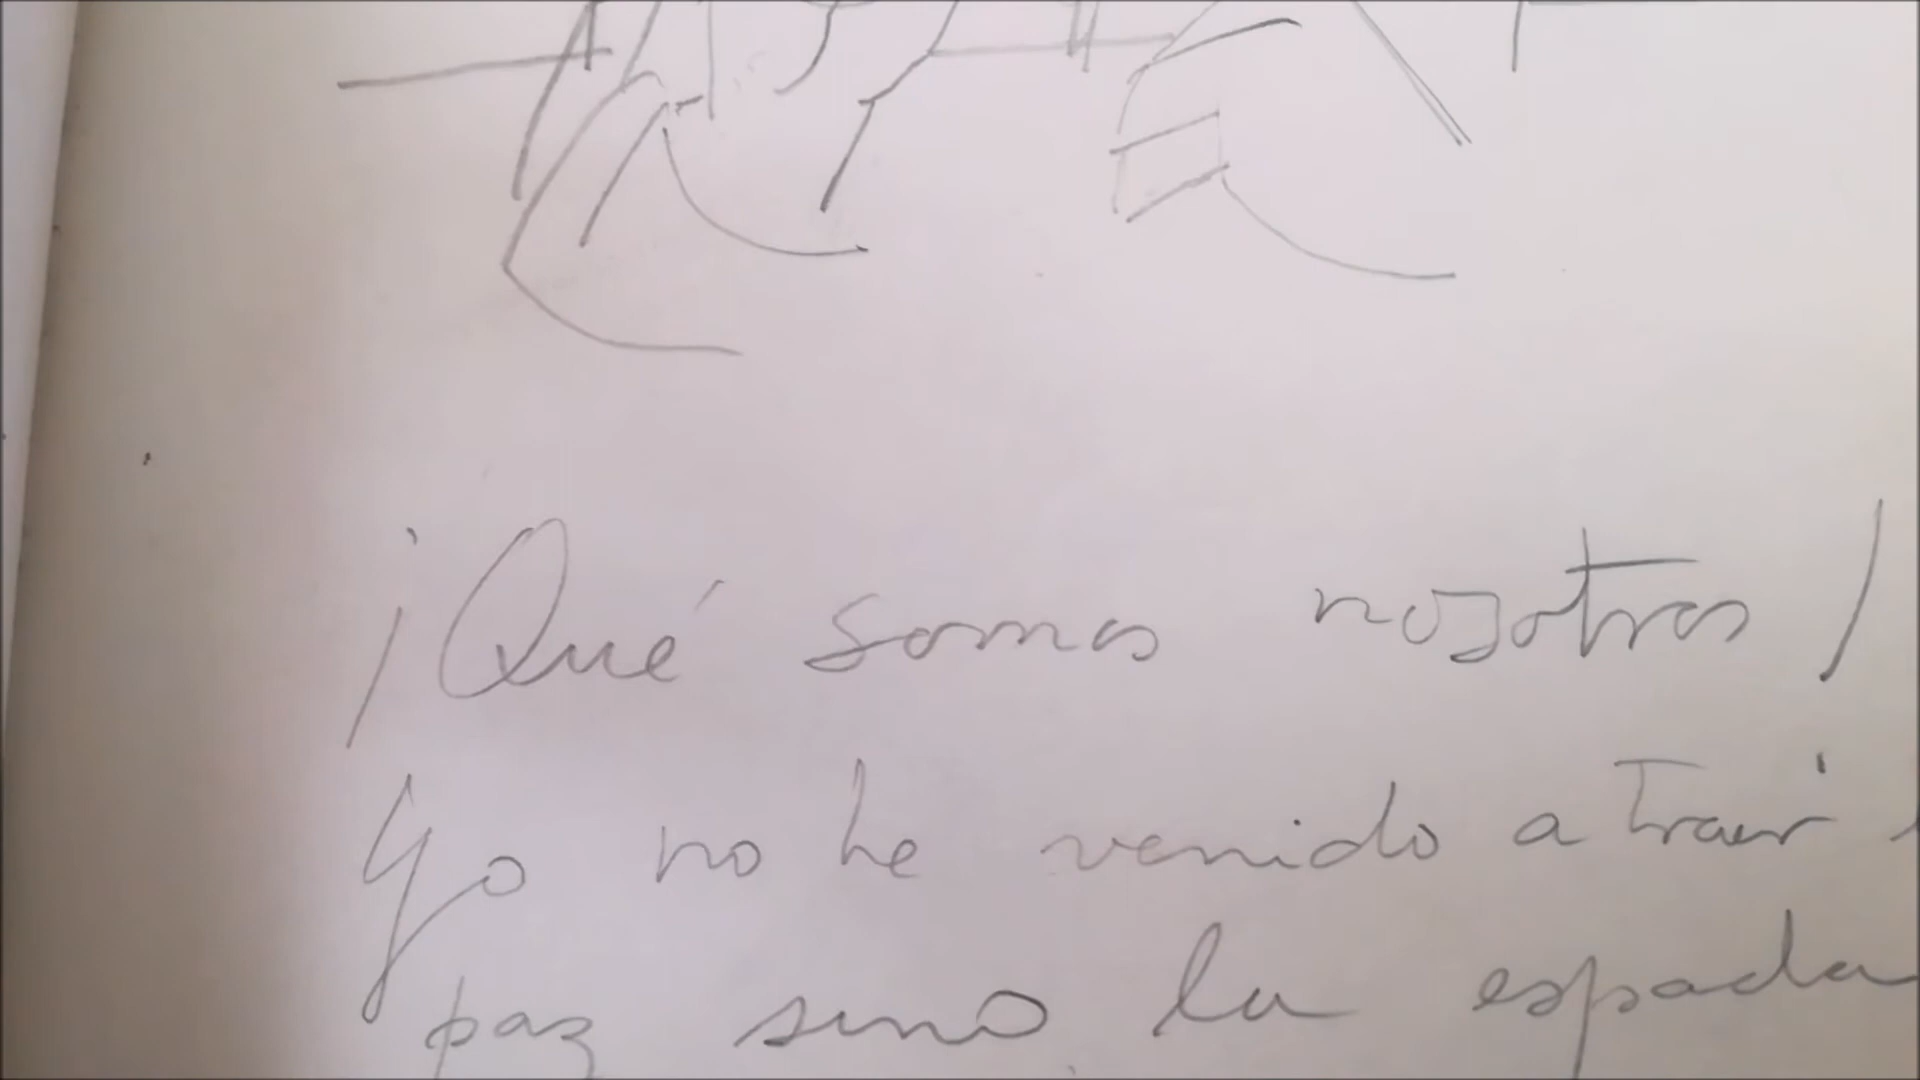 ¡Qué somos nosotros!
Yo no he venido a traer
paz sino la espada